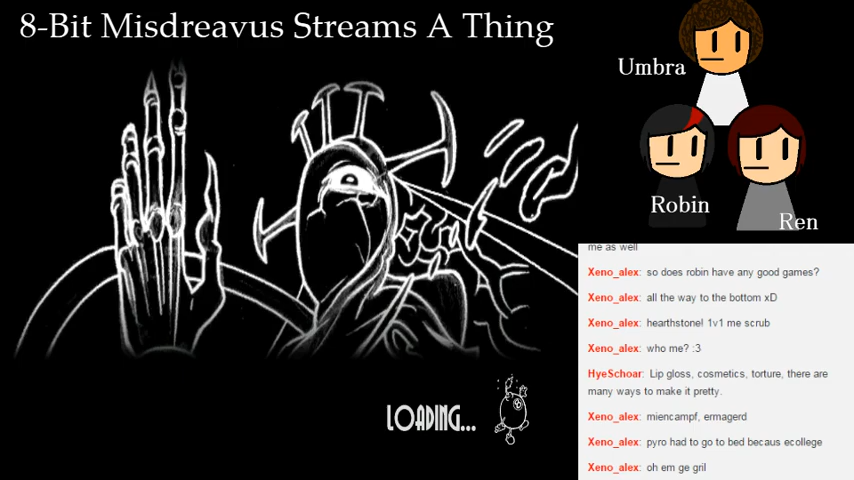 8-Bit Misdreavus Streams A Thing
Umbra
Robin
Ren
LOADING...
me as well
Xeno_alex: so does robin have any good games?
Xeno_alex: all the way to the bottom xD
Xeno_alex: hearthstone! 1v1 me scrub
Xeno_alex: who me? :3
HyeSchoar: Lip gloss, cosmetics, torture, there are
many ways to make it pretty.
Xeno_alex: miencampf, ermagerd
Xeno_alex: pyro had to go to bed becaus ecollege
Xeno_alex: oh em ge gril